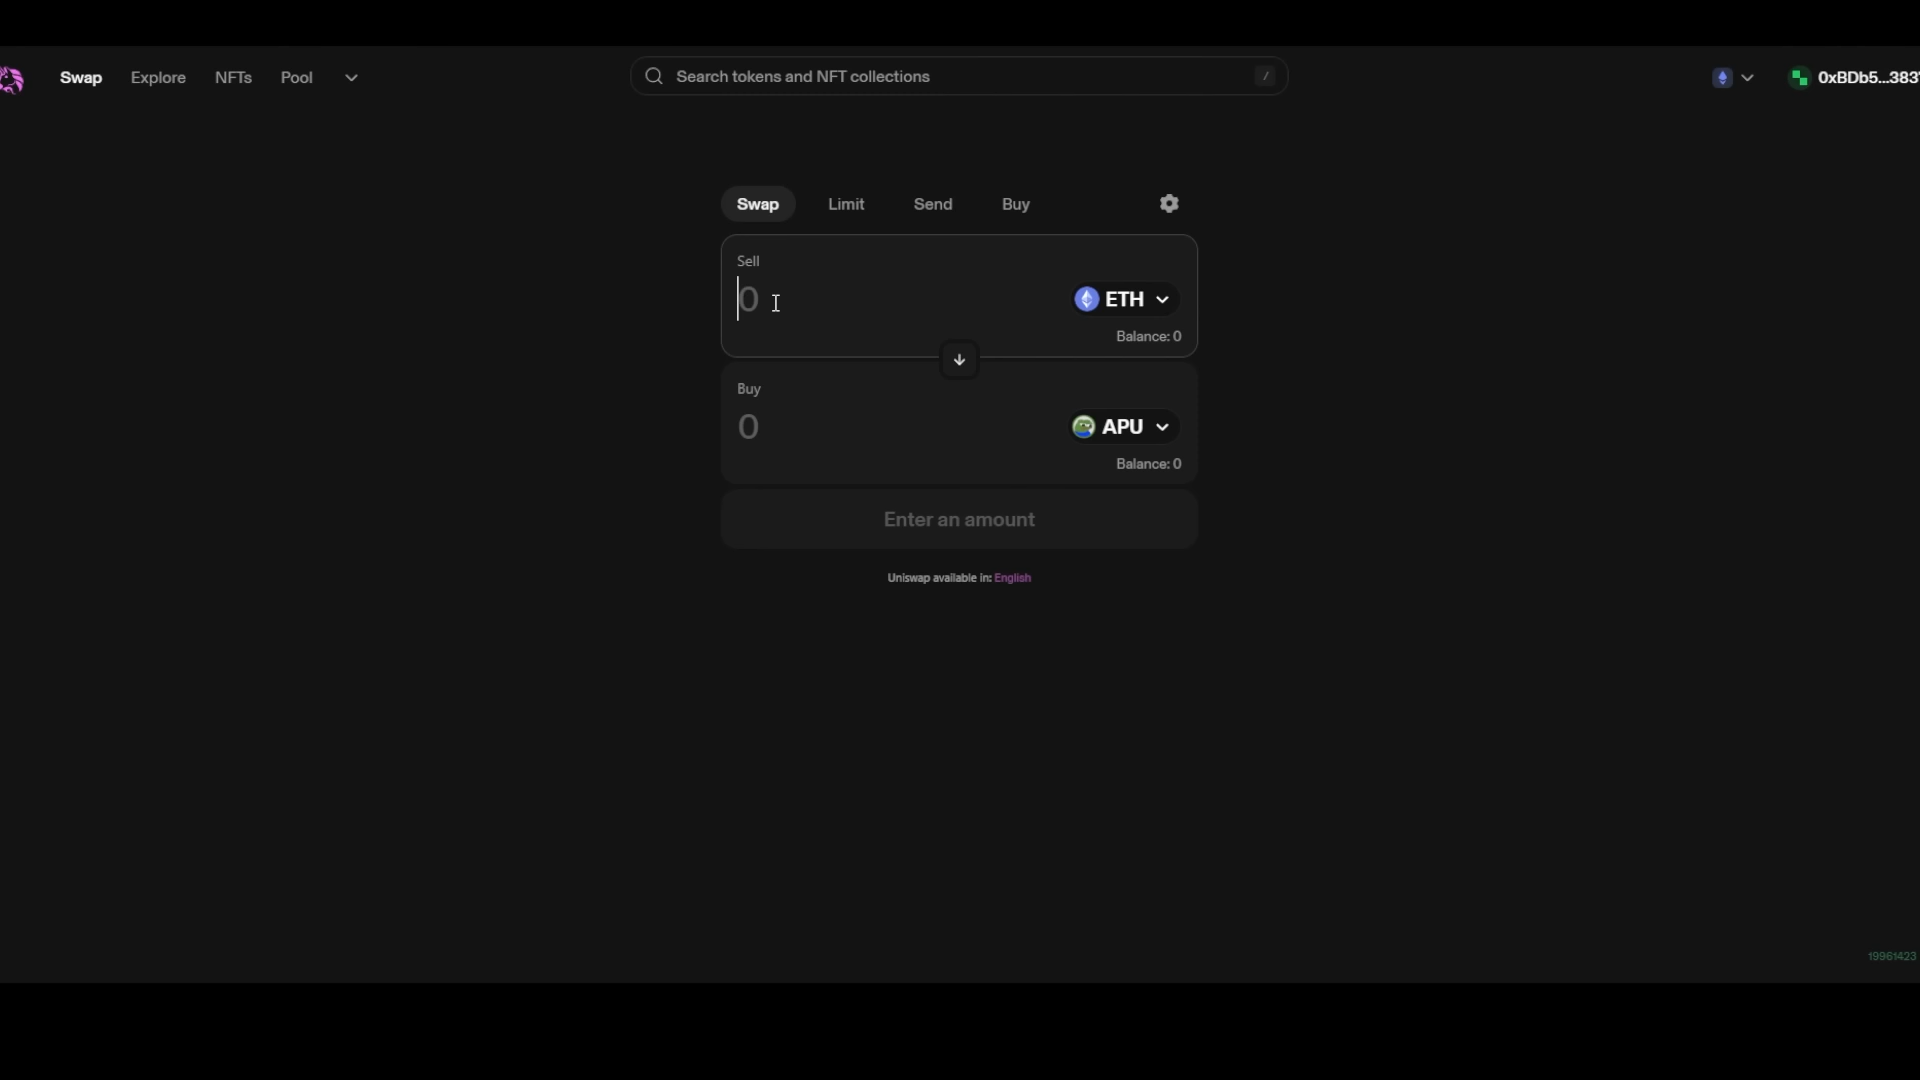 Swap Explore NFTs Pool
Search tokens and NFT collections /
0xBDb5...383
Swap Limit Send Buy
Sell
0
ETH
Balance: 0
Buy
0
APU
Balance: 0
Enter an amount
Uniswap available in: English
19961423